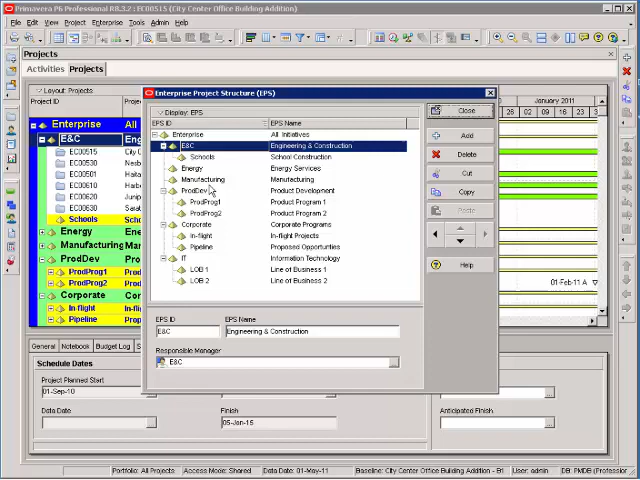 Primavera P6 Professional R8.3.2 : EC00515 (City Center Office Building Addition)
File Edit View Project Enterprise Tools Admin Help
Projects
Activities Projects
Layout: Projects
Project ID
January 2011
Enterprise Project Structure (EPS)
Display: EPS
EPS ID EPS Name
Enterprise All Initiatives
E&C Engineering & Construction
Schools School Construction
Energy Energy Services
Manufacturing Manufacturing
ProdDev Product Development
ProdProg1 Product Program 1
ProdProg2 Product Program 2
Corporate Corporate Programs
In-flight In-flight Projects
Pipeline Proposed Opportunities
IT Information Technology
LOB 1 Line of Business 1
LOB 2 Line of Business 2
EPS ID EPS Name
E&C Engineering & Construction
Responsible Manager
E&C
Close
Add
Delete
Cut
Copy
Paste
Help
Enterprise All
E&C
EC00515
EC00530
EC00610
EC00620
EC00630
Schools
Energy
Manufacturing
ProdDev
ProdProg1
ProdProg2
Corporate
In-flight
Pipeline
01-Feb-11 A
General Notebook Budget Log
Schedule Dates
Project Planned Start
01-Sep-10
Data Date Finish Anticipated Finish
05-Jan-15
Portfolio: All Projects Access Mode: Shared Data Date: 01-May-11 Baseline: City Center Office Building Addition - B1 User: admin DB: PMDB (Professior